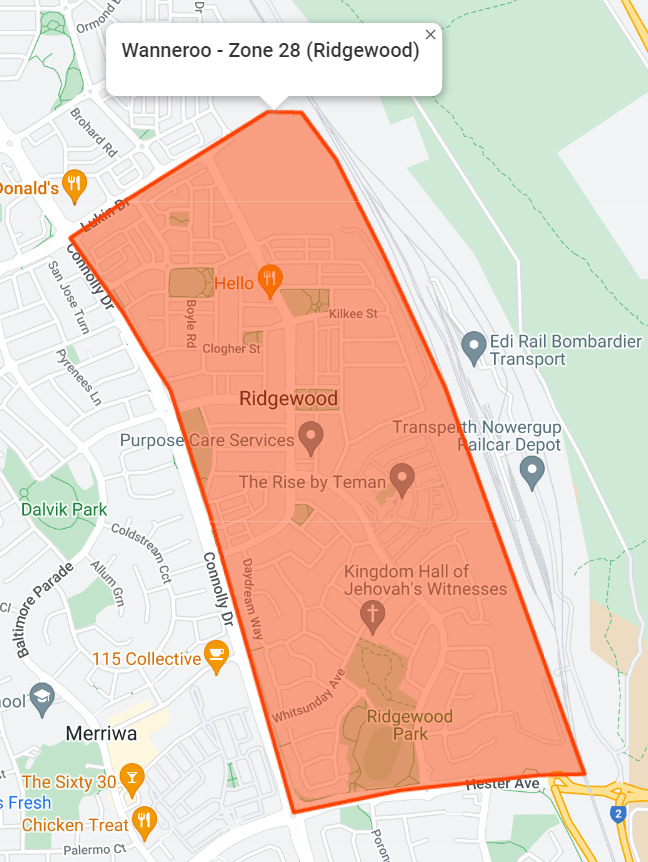 Ormond B
Dr
Wanneroo - Zone 28 (Ridgewood)
×
Brohard Rd
Donald's
Lukin Dr
Connolly Dr
San Jose Turn
Hello
Boyle Rd
Kilkee St
Clogher St
Edi Rail Bombardier
Transport
Pyrenees Ln
Ridgewood
Transperth Nowergup
Railcar Depot
Purpose Care Services
The Rise by Teman
Dalvik Park
Coldstream Cct
Allum Grn
Baltimore Parade
Connolly Dr
Daydream Way
Kingdom Hall of
Jehovah's Witnesses
Cl
115 Collective
ool
Whitsunday Ave
Ridgewood
Park
Merriwa
st
The Sixty 30
s Fresh
Hester Ave
2
Chicken Treat
Palermo Ct
Poron